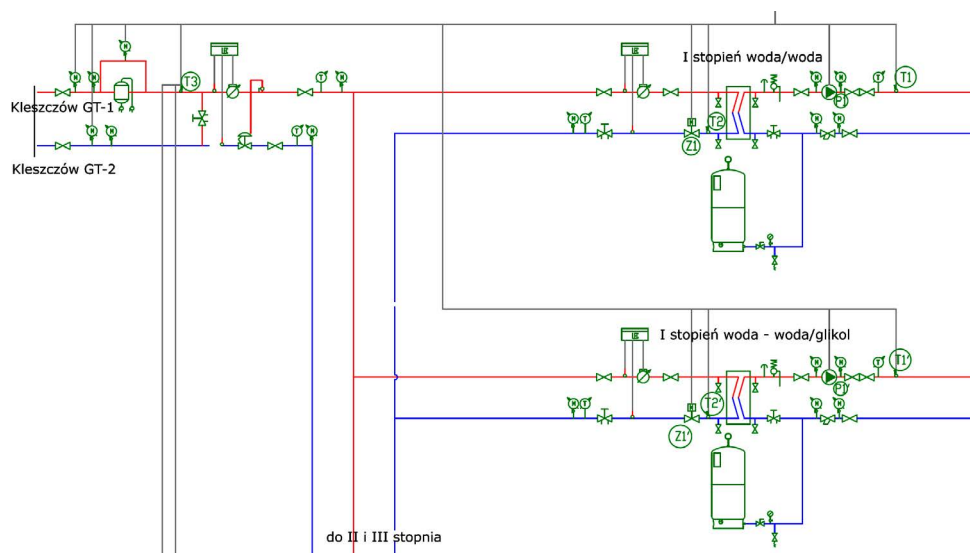 I stopień woda/woda
T3
T1
Kleszczów GT-1
P1
T2
Z1
Kleszczów GT-2
I stopień woda - woda/glikol
T1'
P1'
T2'
Z1'
do II i III stopnia